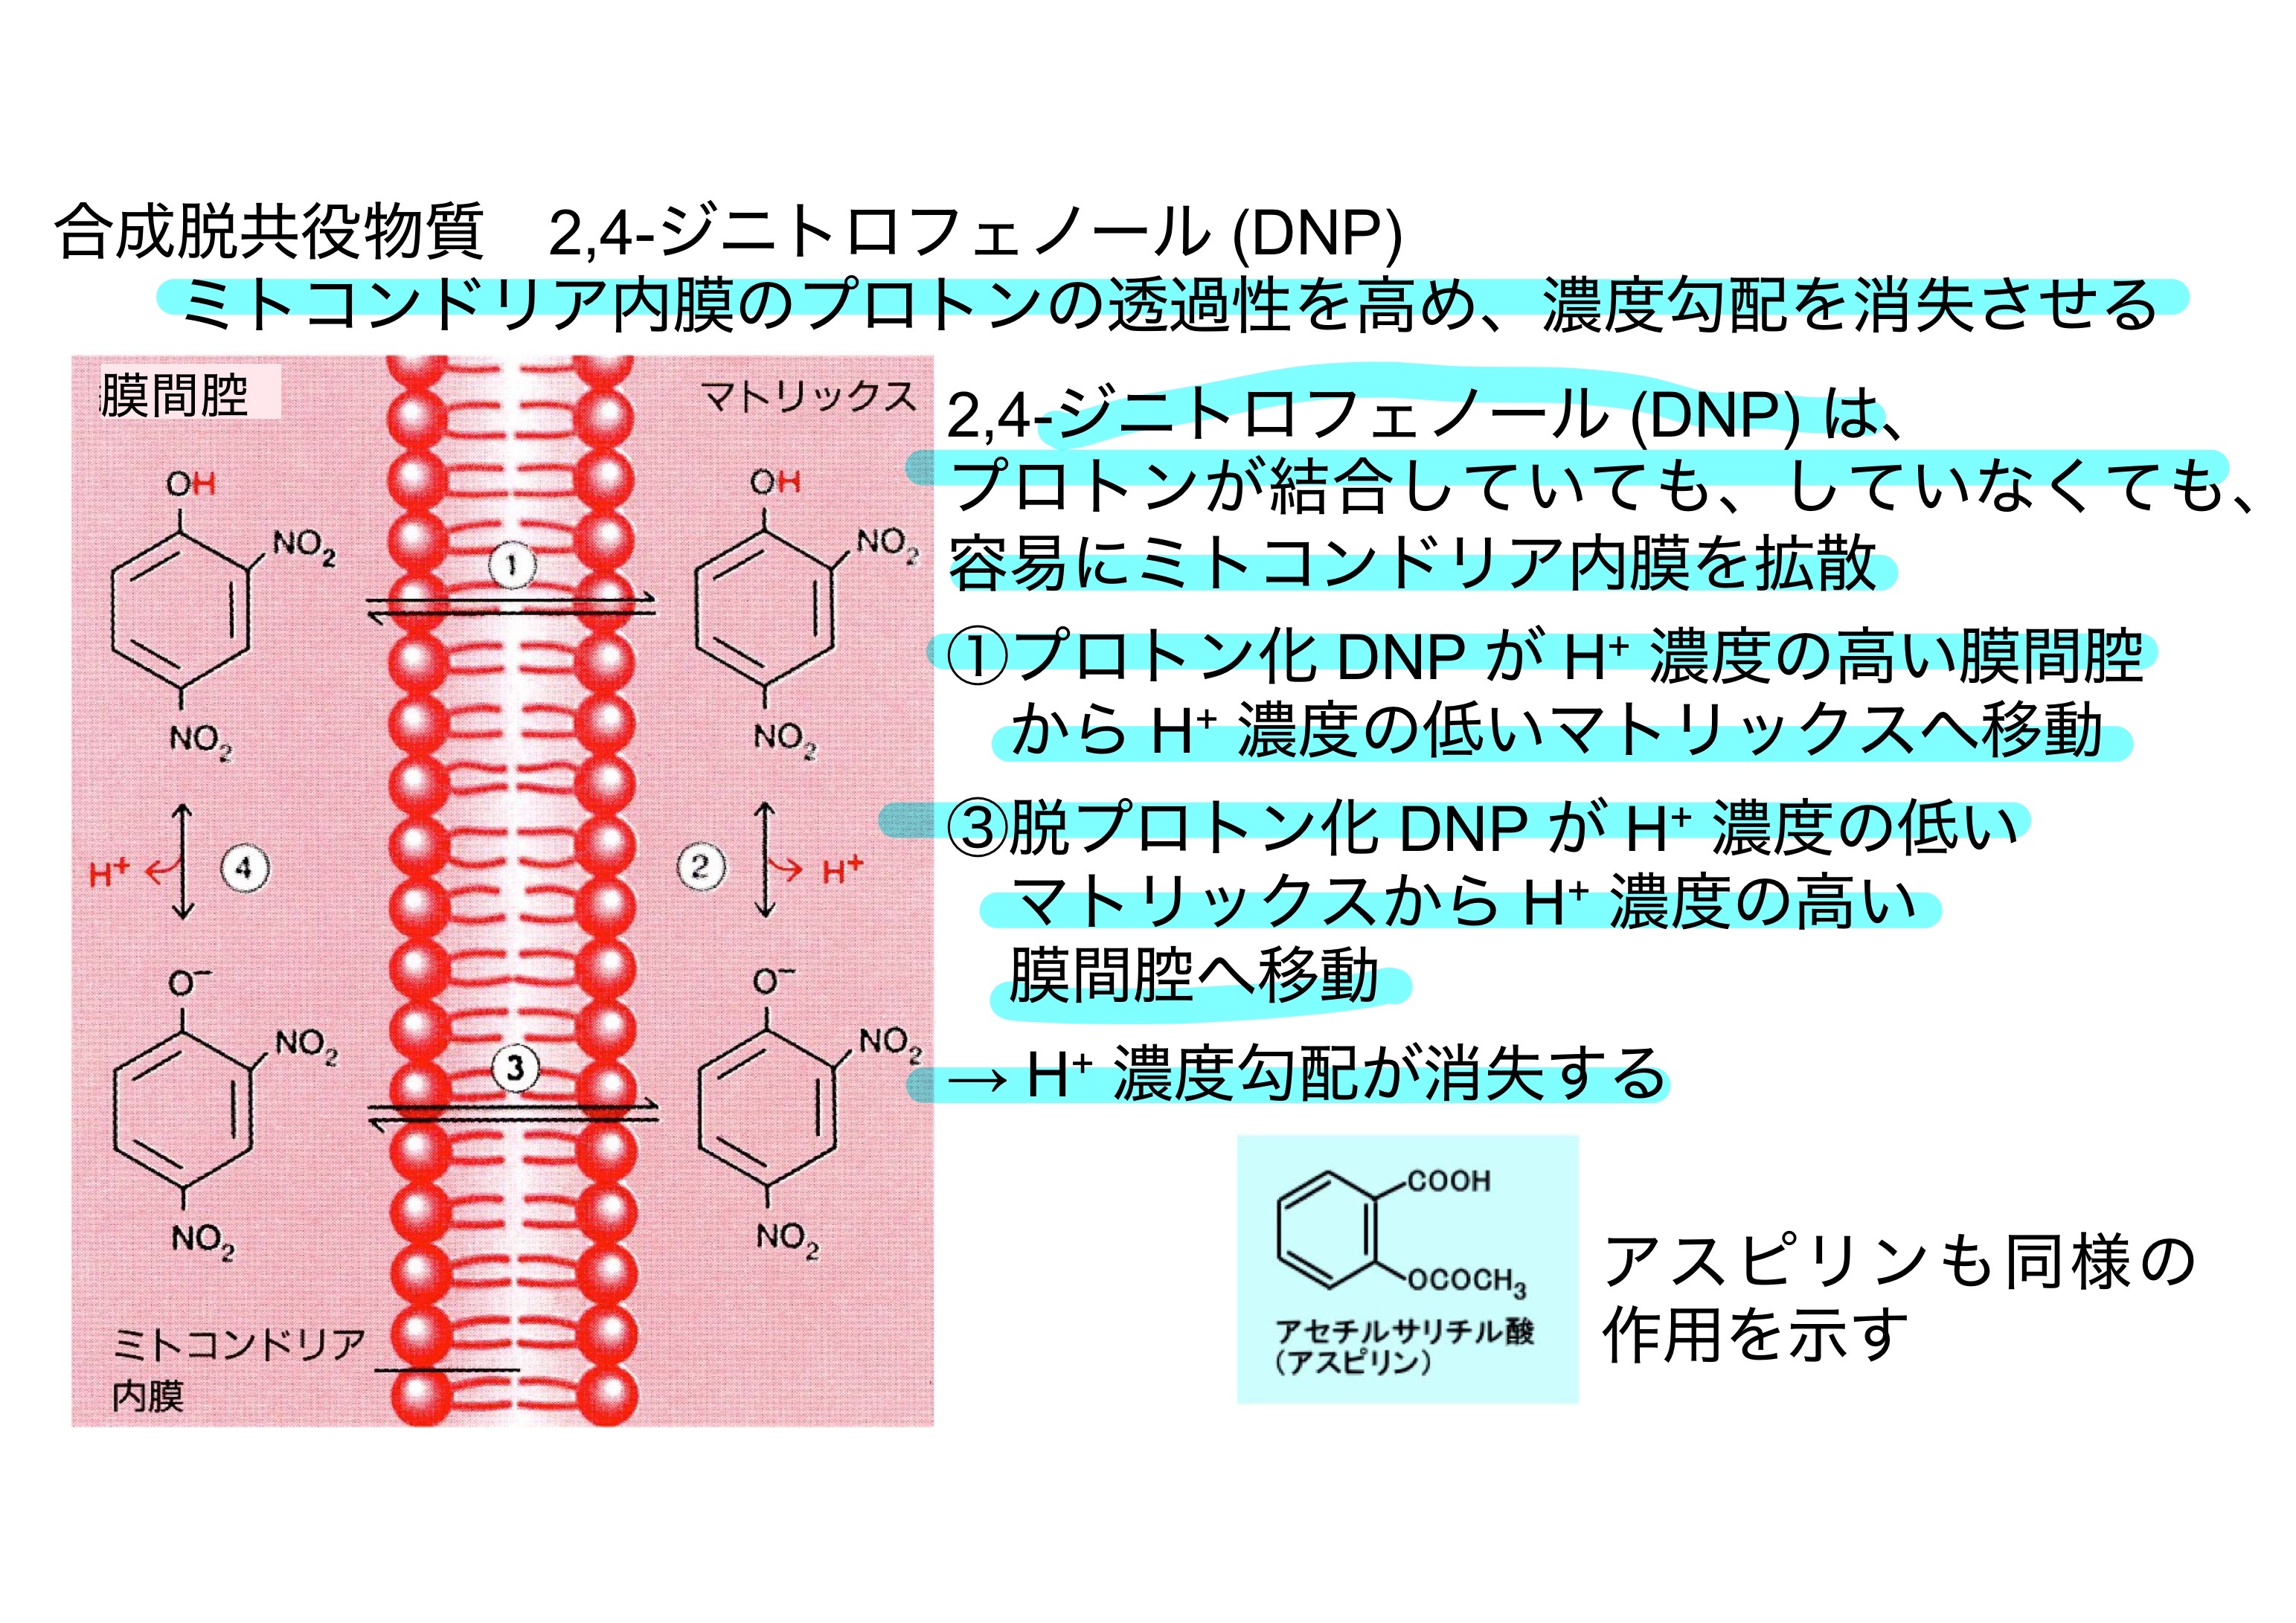 合成脱共役物質　2,4-ジニトロフェノール (DNP)
ミトコンドリア内膜のプロトンの透過性を高め、濃度勾配を消失させる
膜間腔
マトリックス
OH
NO2
NO2
OH
NO2
NO2
①
H+
④
②
H+
O−
NO2
NO2
O−
NO2
NO2
③
ミトコンドリア
内膜
2,4-ジニトロフェノール (DNP) は、
プロトンが結合していても、していなくても、
容易にミトコンドリア内膜を拡散
①プロトン化 DNP が H+ 濃度の高い膜間腔
から H+ 濃度の低いマトリックスへ移動
③脱プロトン化 DNP が H+ 濃度の低い
マトリックスから H+ 濃度の高い
膜間腔へ移動
→ H+ 濃度勾配が消失する
COOH
OCOCH3
アセチルサリチル酸
（アスピリン）
アスピリンも同様の
作用を示す